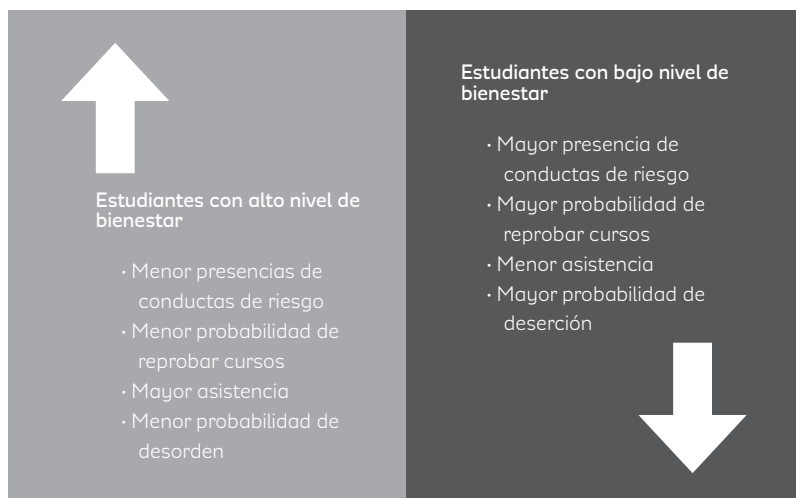 Estudiantes con alto nivel de
bienestar
· Menor presencias de
conductas de riesgo
· Menor probabilidad de
reprobar cursos
· Mayor asistencia
· Menor probabilidad de
desorden
Estudiantes con bajo nivel de
bienestar
· Mayor presencia de
conductas de riesgo
· Mayor probabilidad de
reprobar cursos
· Menor asistencia
· Mayor probabilidad de
deserción